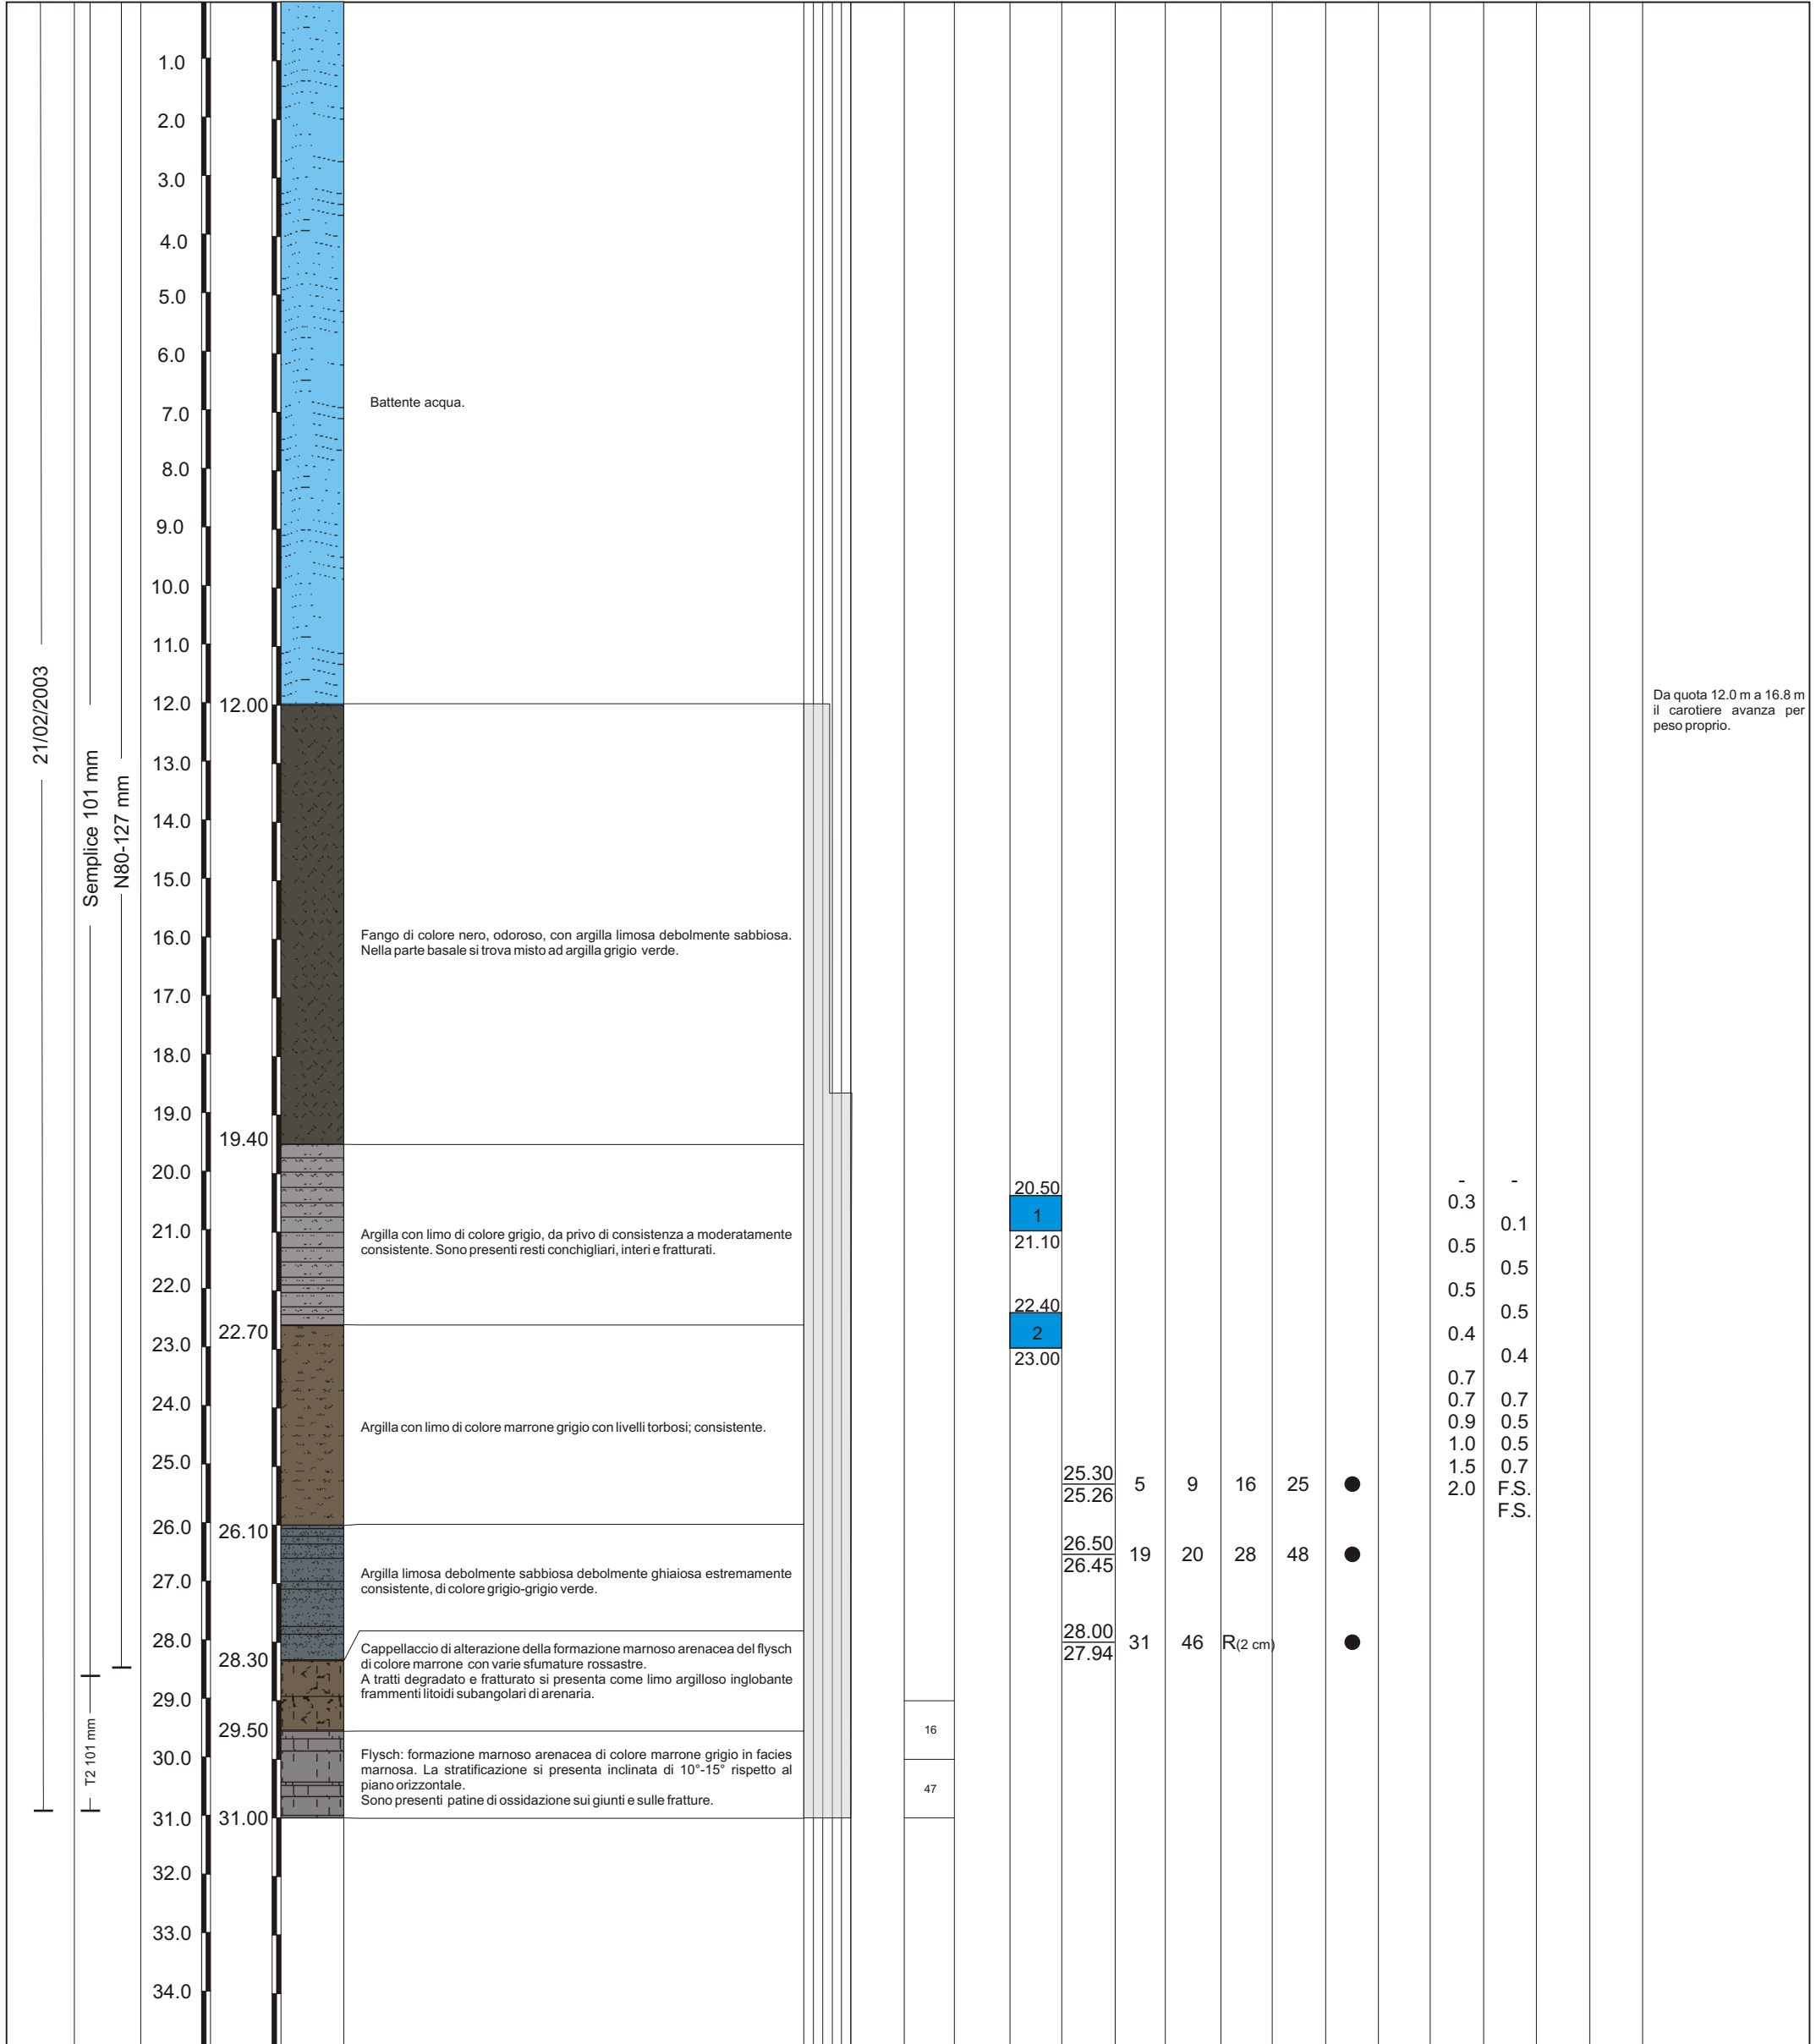 21/02/2003
Semplice 101 mm
N80-127 mm
T2 101 mm
1.0
2.0
3.0
4.0
5.0
6.0
7.0
8.0
9.0
10.0
11.0
12.0
13.0
14.0
15.0
16.0
17.0
18.0
19.0
20.0
21.0
22.0
23.0
24.0
25.0
26.0
27.0
28.0
29.0
30.0
31.0
32.0
33.0
34.0
12.00
19.40
22.70
26.10
28.30
29.50
31.00
Battente acqua.
Fango di colore nero, odoroso, con argilla limosa debolmente sabbiosa.
Nella parte basale si trova misto ad argilla grigio verde.
Argilla con limo di colore grigio, da privo di consistenza a moderatamente
consistente. Sono presenti resti conchigliari, interi e fratturati.
Argilla con limo di colore marrone grigio con livelli torbosi; consistente.
Argilla limosa debolmente sabbiosa debolmente ghiaiosa estremamente
consistente, di colore grigio-grigio verde.
Cappellaccio di alterazione della formazione marnoso arenacea del flysch
di colore marrone con varie sfumature rossastre.
A tratti degradato e fratturato si presenta come limo argilloso inglobante
frammenti litoidi subangolari di arenaria.
Flysch: formazione marnoso arenacea di colore marrone grigio in facies
marnosa. La stratificazione si presenta inclinata di 10°-15° rispetto al
piano orizzontale.
Sono presenti patine di ossidazione sui giunti e sulle fratture.
16
47
20.50
1
21.10
22.40
2
23.00
25.30
25.26
5 9 16 25
26.50
26.45
19 20 28 48
28.00
27.94
31 46 R(2 cm)
- -
0.3
0.1
0.5
0.5
0.5
0.5
0.4
0.4
0.7
0.7 0.7
0.9 0.5
1.0 0.5
1.5 0.7
2.0 F.S.
F.S.
Da quota 12.0 m a 16.8 m
il carotiere avanza per
peso proprio.